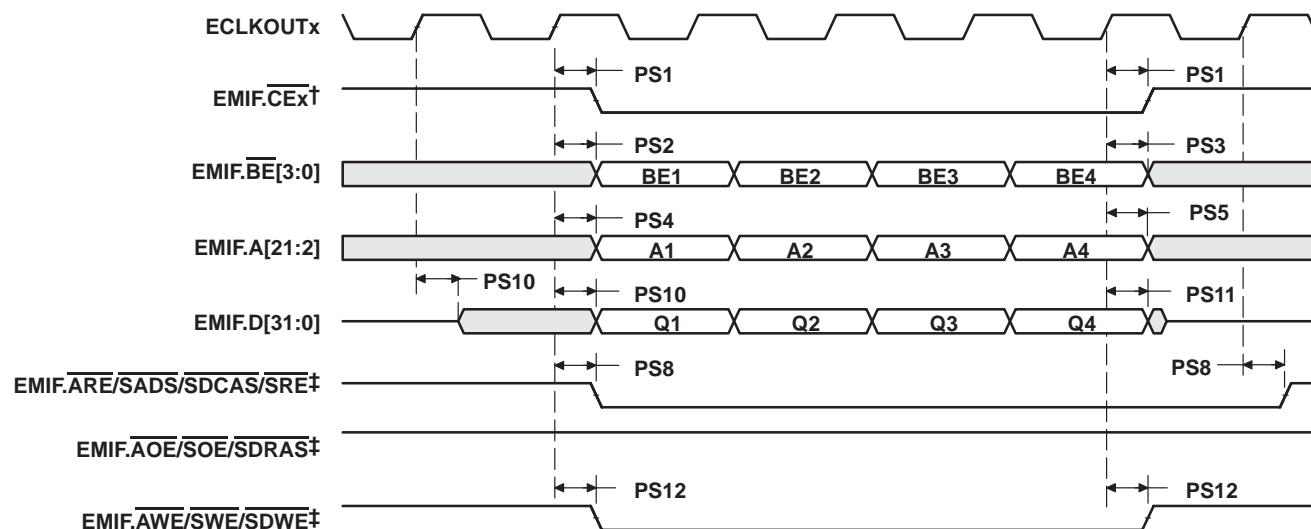 ECLKOUTx
PS1 PS1
EMIF.CEx†
PS2 PS3
EMIF.BE[3:0] BE1 BE2 BE3 BE4
PS4 PS5
EMIF.A[21:2] A1 A2 A3 A4
PS10 PS10 PS11
EMIF.D[31:0] Q1 Q2 Q3 Q4
PS8 PS8
EMIF.ARE/SADS/SDCAS/SRE‡
EMIF.AOE/SOE/SDRAS‡
PS12 PS12
EMIF.AWE/SWE/SDWE‡